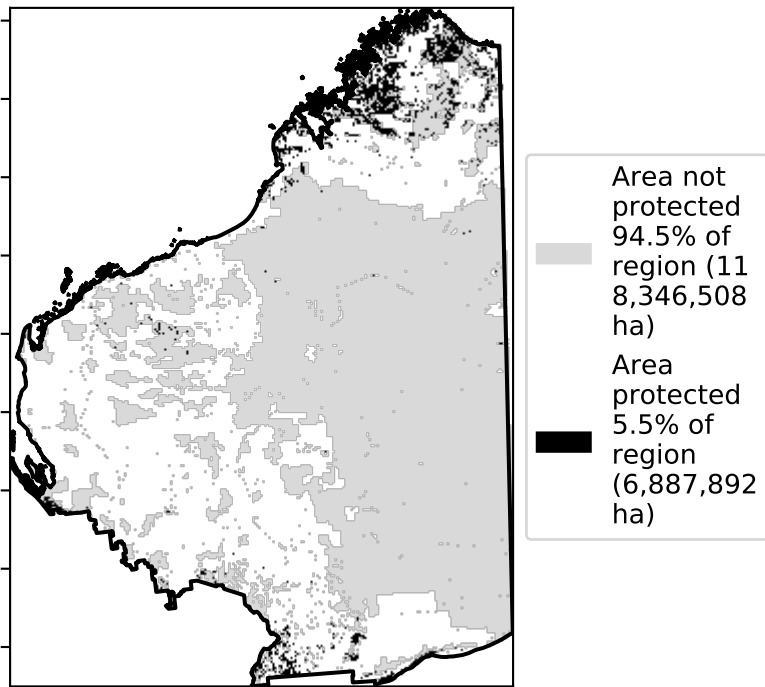 Area not
protected
94.5% of
region (11
8,346,508
ha)
Area
protected
5.5% of
region
(6,887,892
ha)